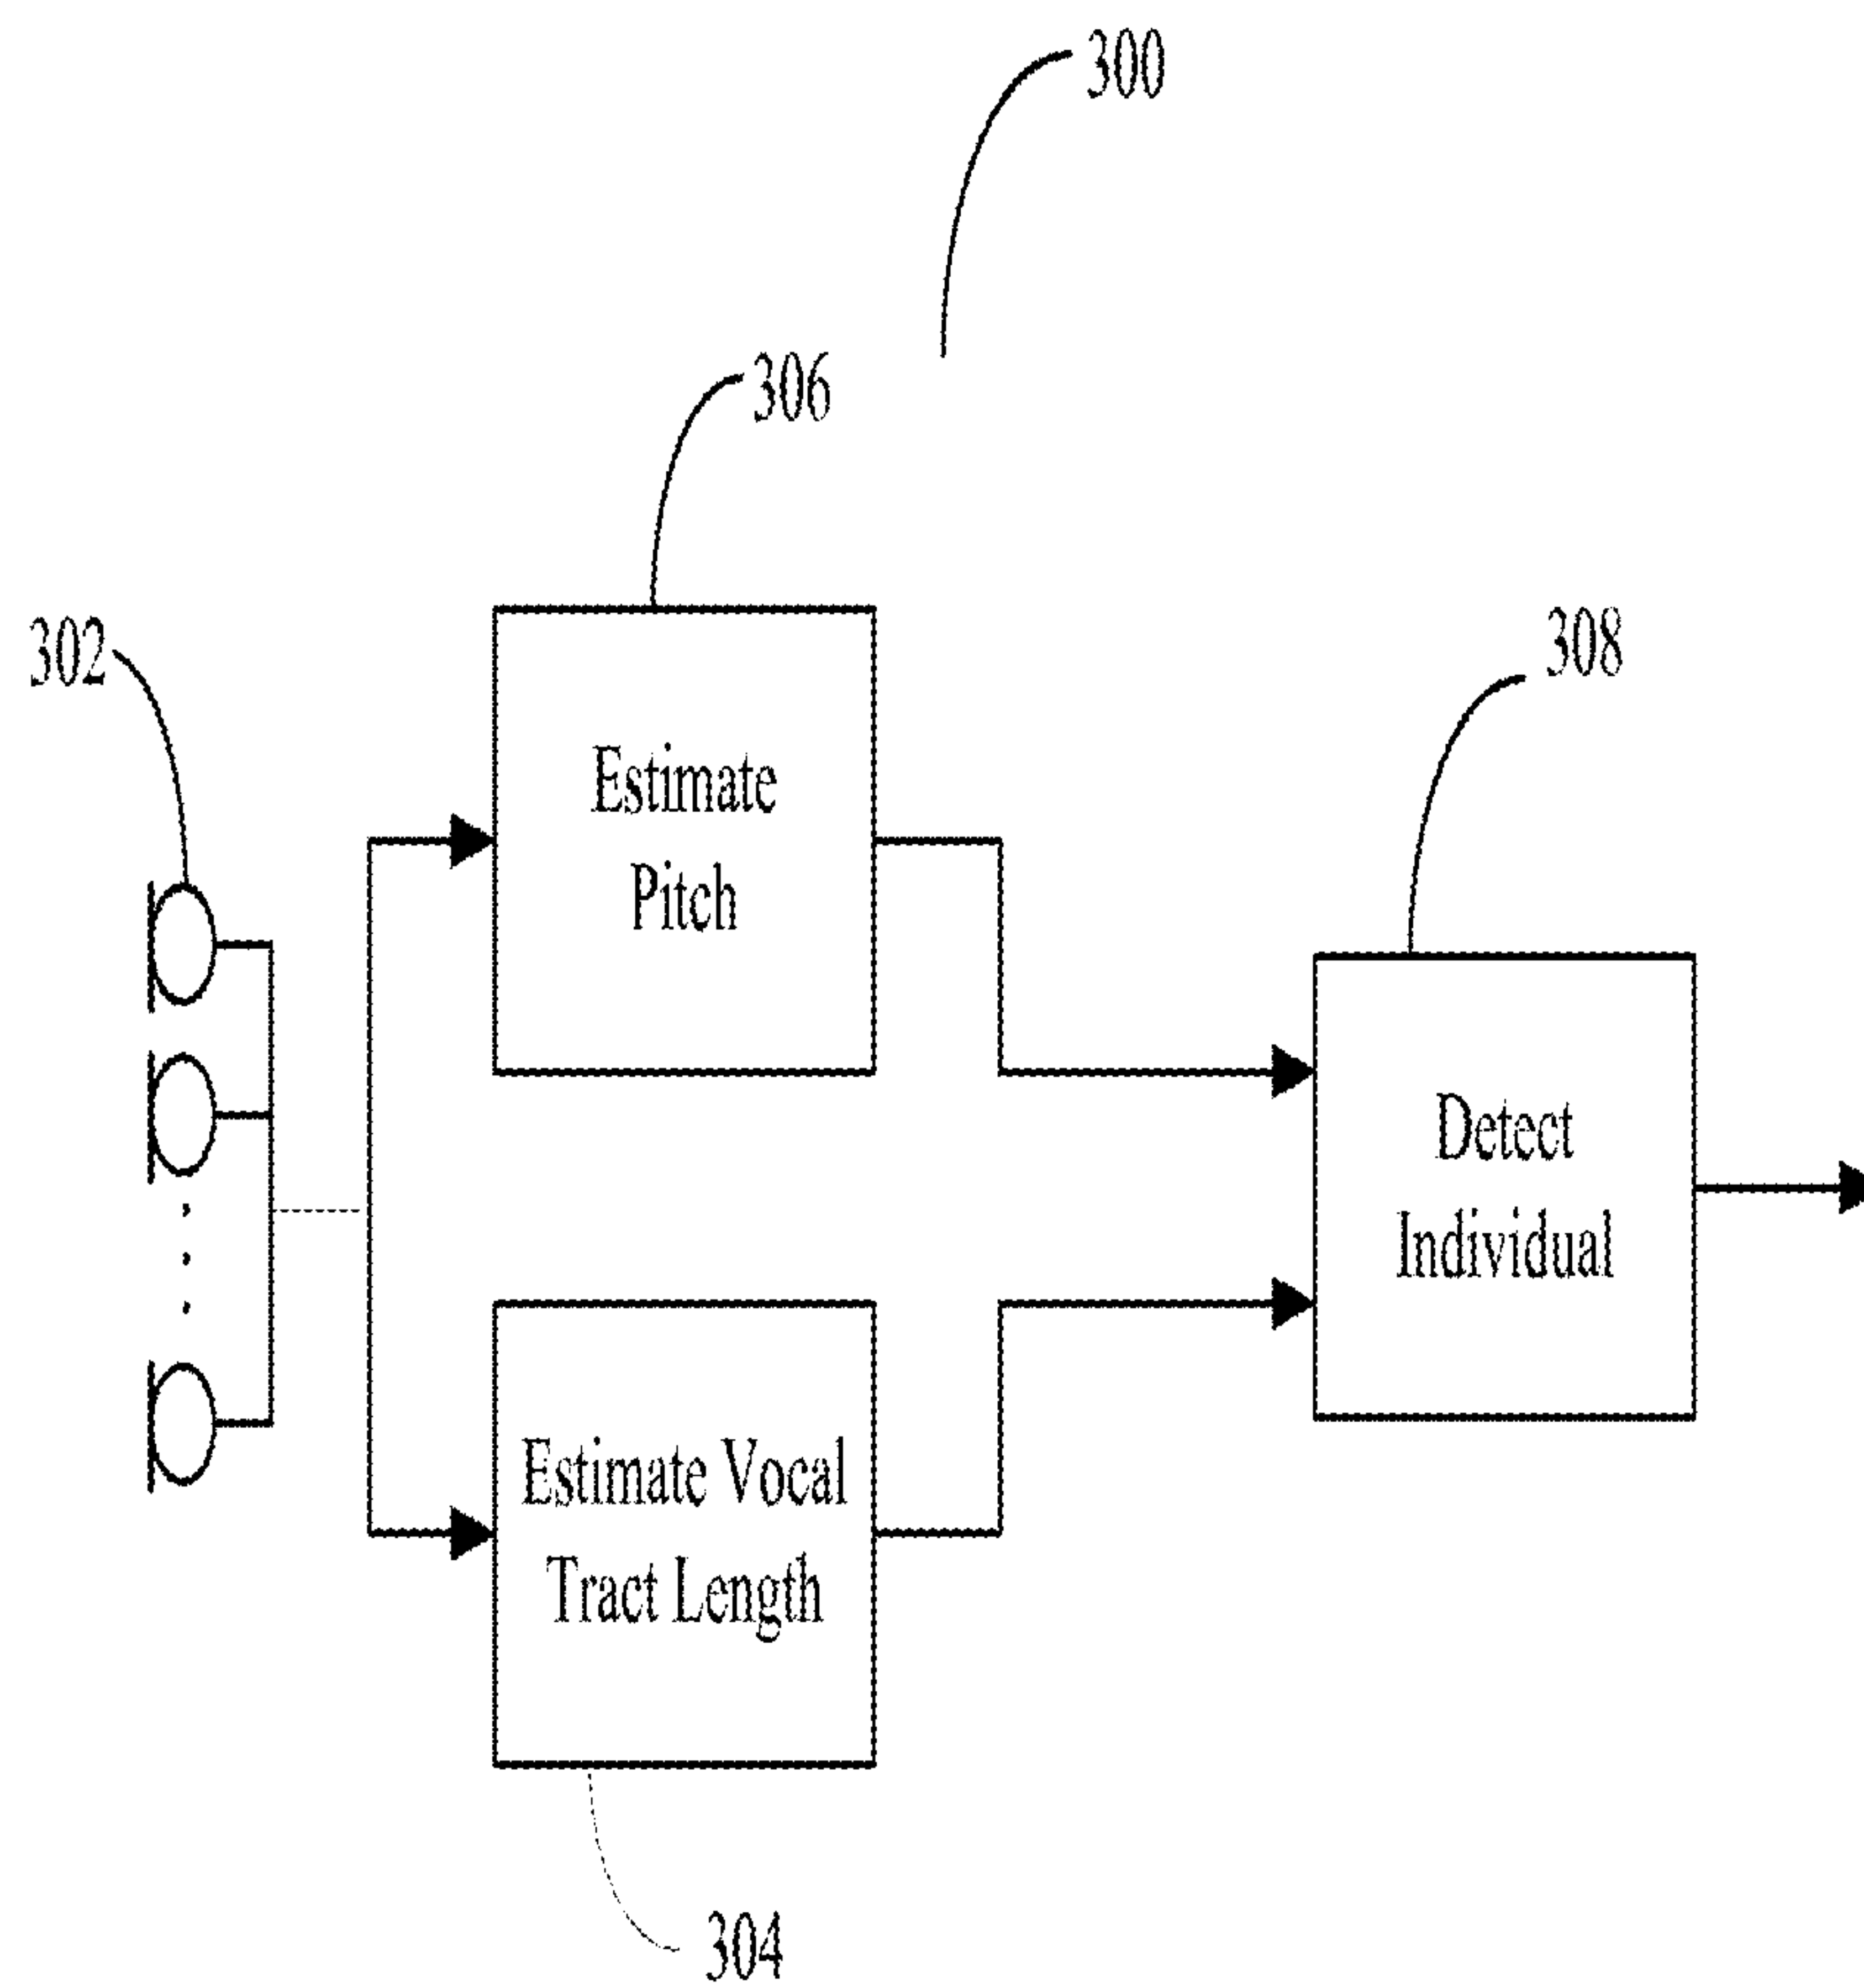 300
306
302
308
Estimate
Pitch
Detect
Individual
Estimate Vocal
Tract Length
304